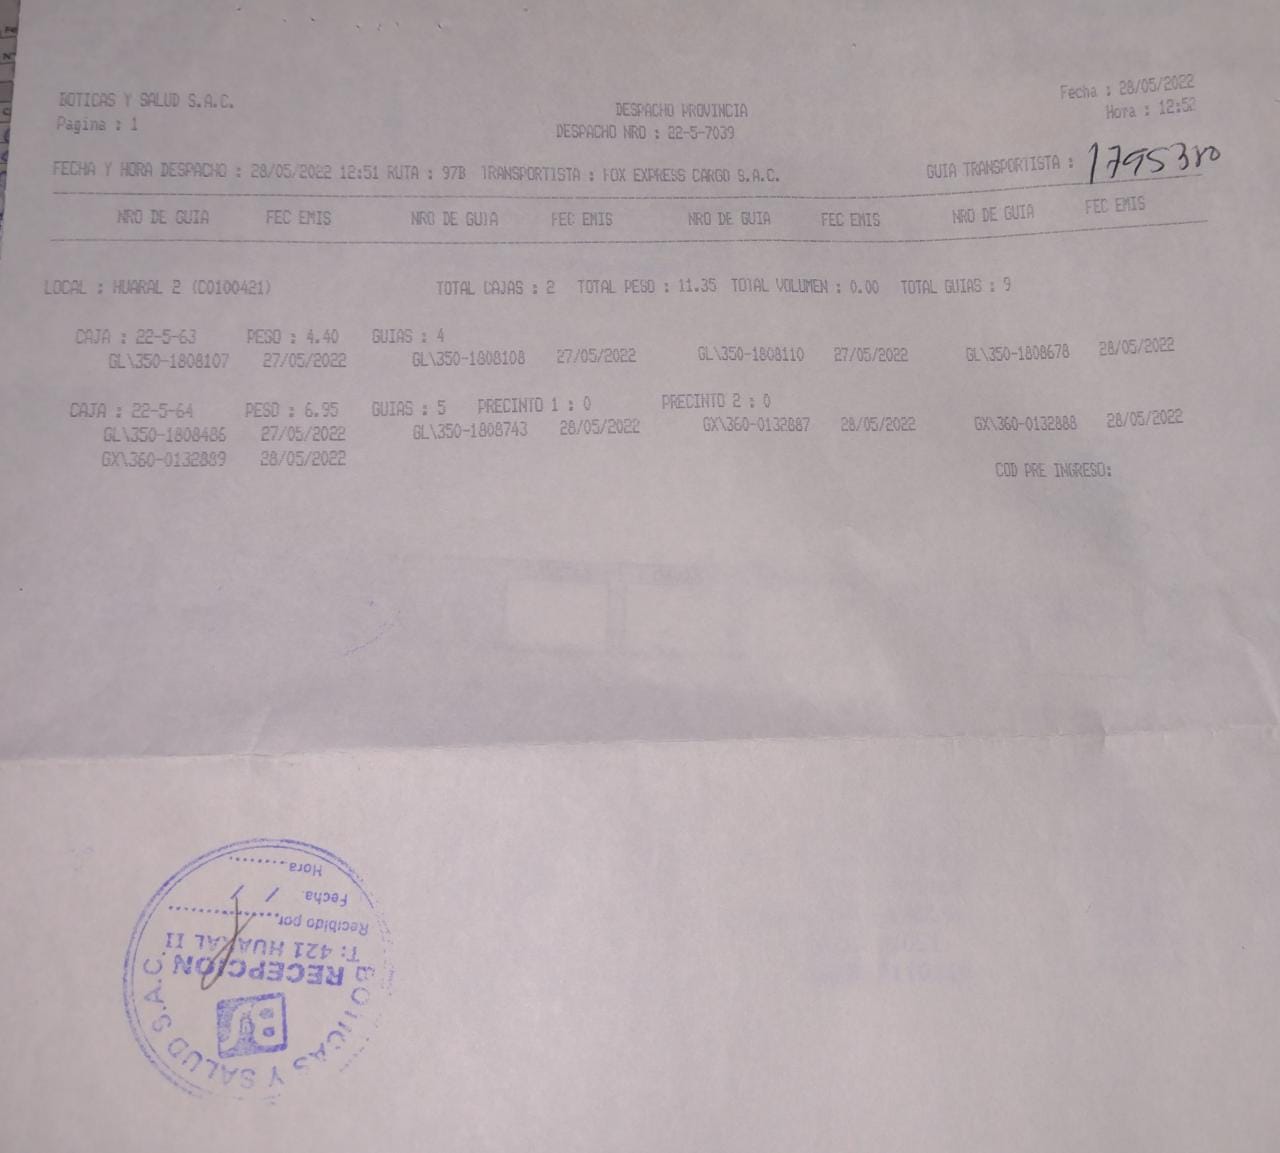 BOTICAS Y SALUD S.A.C.
Pagina : 1
DESPACHO PROVINCIA
DESPACHO NRO : 22-5-7039
Fecha : 28/05/2022
Hora : 12:52
FECHA Y HORA DESPACHO : 28/05/2022 12:51 RUTA : 97B TRANSPORTISTA : FOX EXPRESS CARGO S.A.C. GUIA TRANSPORTISTA : 1795380
NRO DE GUIA FEC EMIS NRO DE GUIA FEC EMIS NRO DE GUIA FEC EMIS NRO DE GUIA FEC EMIS
LOCAL : HUARAL 2 (C0100421) TOTAL CAJAS : 2 TOTAL PESO : 11.35 TOTAL VOLUMEN : 0.00 TOTAL GUIAS : 9
CAJA : 22-5-63 PESO : 4.40 GUIAS : 4
GL\350-1808107 27/05/2022 GL\350-1808108 27/05/2022 GL\350-1808110 27/05/2022 GL\350-1808678 28/05/2022
CAJA : 22-5-64 PESO : 6.95 GUIAS : 5 PRECINTO 1 : 0 PRECINTO 2 : 0
GL\350-1808486 27/05/2022 GL\350-1808743 28/05/2022 GX\360-0132887 28/05/2022 GX\360-0132888 28/05/2022
GX\360-0132889 28/05/2022
COD PRE INGRESO:
BOTICAS Y SALUD S.A.C.
BS
RECEPCION
T: 421 HUARAL II
Recibido por..........
Fecha / /
Hora..........